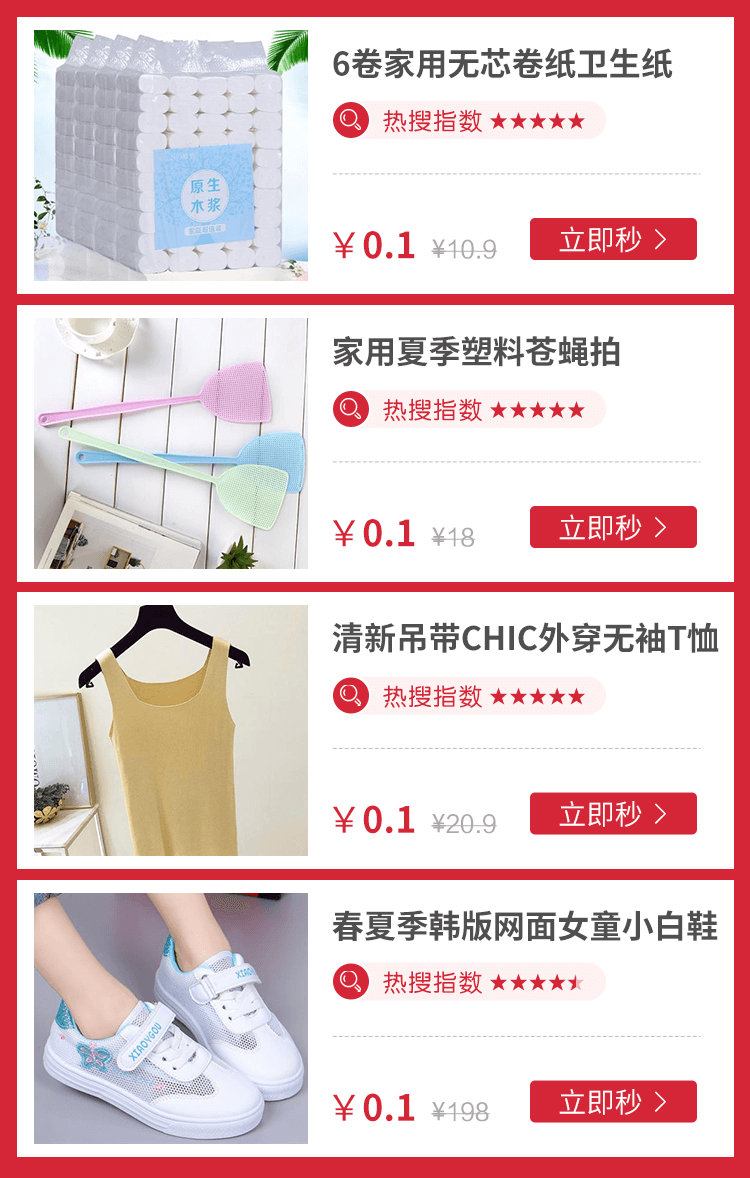 6卷家用无芯卷纸卫生纸
热搜指数
¥0.1 ¥10.9 立即秒
原生
木浆
家用夏季塑料苍蝇拍
热搜指数
¥0.1 ¥18 立即秒
清新吊带CHIC外穿无袖T恤
热搜指数
¥0.1 ¥20.9 立即秒
春夏季韩版网面女童小白鞋
热搜指数
¥0.1 ¥198 立即秒
XIAOYGOU